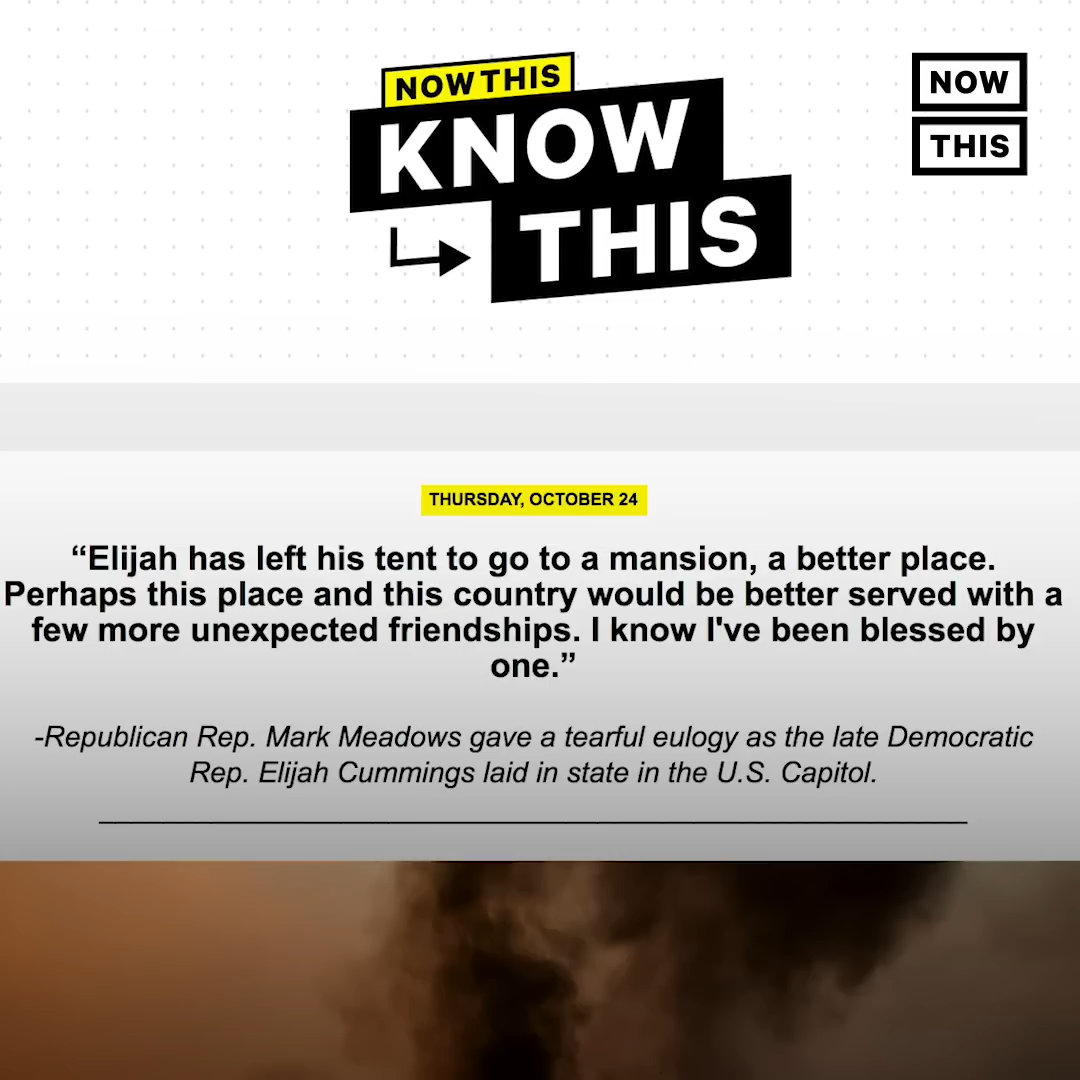 NOW THIS
KNOW
THIS
NOW
THIS
THURSDAY, OCTOBER 24
“Elijah has left his tent to go to a mansion, a better place.
Perhaps this place and this country would be better served with a
few more unexpected friendships. I know I've been blessed by
one.”
-Republican Rep. Mark Meadows gave a tearful eulogy as the late Democratic
Rep. Elijah Cummings laid in state in the U.S. Capitol.